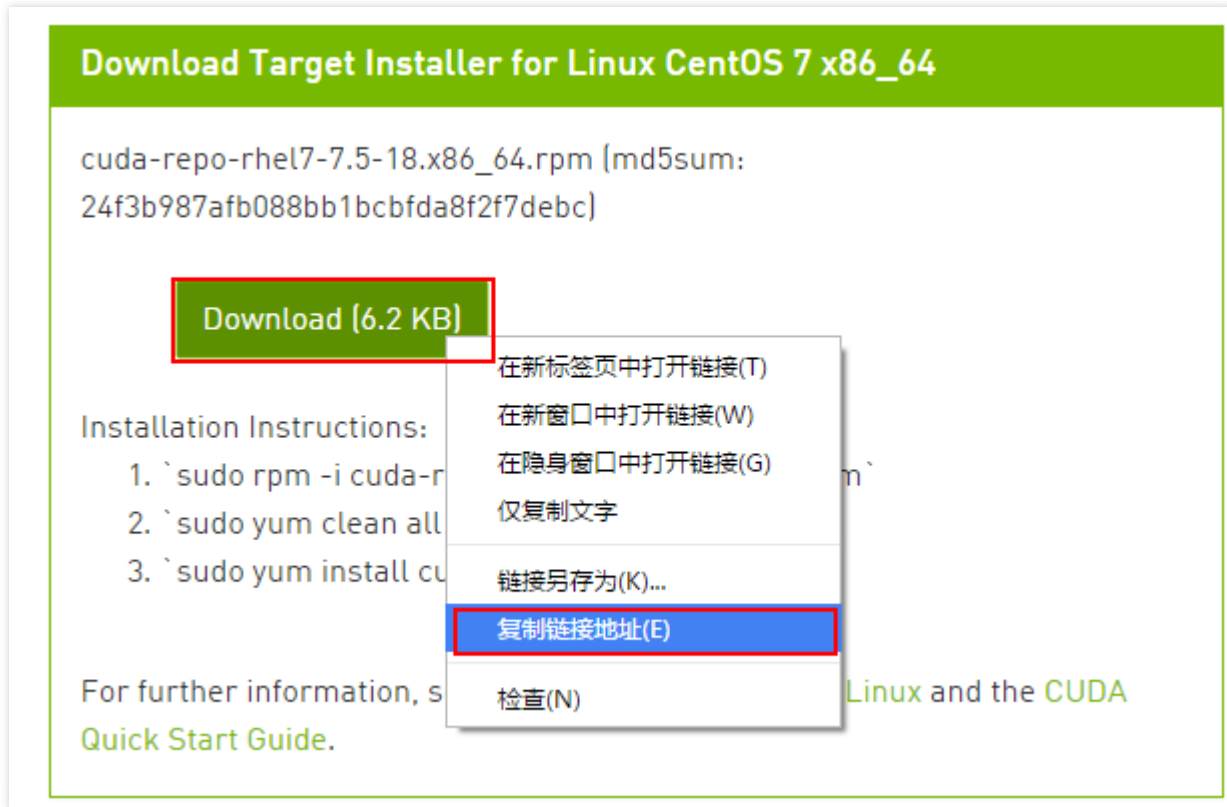 Download Target Installer for Linux CentOS 7 x86_64
cuda-repo-rhel7-7.5-18.x86_64.rpm (md5sum:
24f3b987afb088bb1bcbfda8f2f7debc)
Download (6.2 KB)
在新标签页中打开链接(T)
在新窗口中打开链接(W)
在隐身窗口中打开链接(G)
仅复制文字
链接另存为(K)...
复制链接地址(E)
检查(N)
Installation Instructions:
1. `sudo rpm -i cuda-r m`
2. `sudo yum clean all
3. `sudo yum install cu
For further information, s Linux and the CUDA
Quick Start Guide.